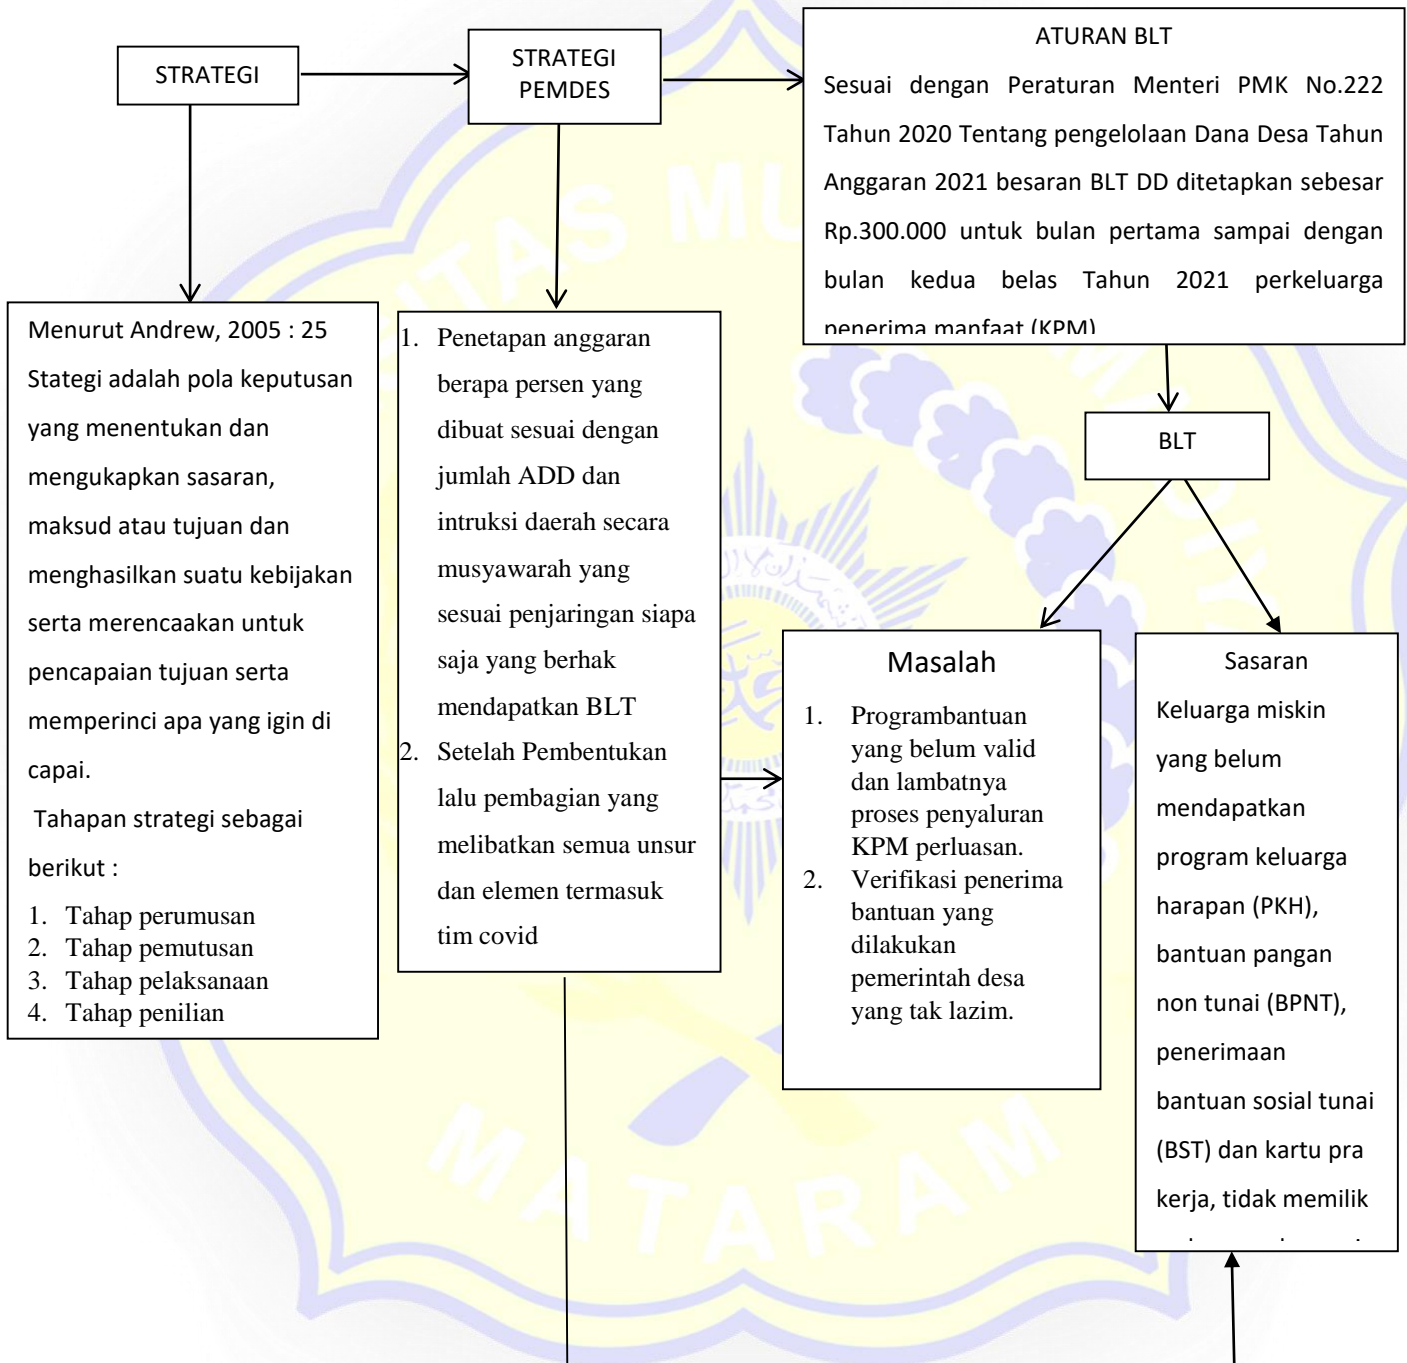 STRATEGI
STRATEGI
PEMDES
ATURAN BLT
Sesuai dengan Peraturan Menteri PMK No.222
Tahun 2020 Tentang pengelolaan Dana Desa Tahun
Anggaran 2021 besaran BLT DD ditetapkan sebesar
Rp.300.000 untuk bulan pertama sampai dengan
bulan kedua belas Tahun 2021 perkeluarga
penerima manfaat (KPM)
Menurut Andrew, 2005 : 25
Stategi adalah pola keputusan
yang menentukan dan
mengukapkan sasaran,
maksud atau tujuan dan
menghasilkan suatu kebijakan
serta merencaakan untuk
pencapaian tujuan serta
memperinci apa yang igin di
capai.
Tahapan strategi sebagai
berikut :
1. Tahap perumusan
2. Tahap pemutusan
3. Tahap pelaksanaan
4. Tahap penilian
1. Penetapan anggaran
berapa persen yang
dibuat sesuai dengan
jumlah ADD dan
intruksi daerah secara
musyawarah yang
sesuai penjaringan siapa
saja yang berhak
mendapatkan BLT
2. Setelah Pembentukan
lalu pembagian yang
melibatkan semua unsur
dan elemen termasuk
tim covid
BLT
Masalah
1. Programbantuan
yang belum valid
dan lambatnya
proses penyaluran
KPM perluasan.
2. Verifikasi penerima
bantuan yang
dilakukan
pemerintah desa
yang tak lazim.
Sasaran
Keluarga miskin
yang belum
mendapatkan
program keluarga
harapan (PKH),
bantuan pangan
non tunai (BPNT),
penerimaan
bantuan sosial tunai
(BST) dan kartu pra
kerja, tidak memilik
MATARAM